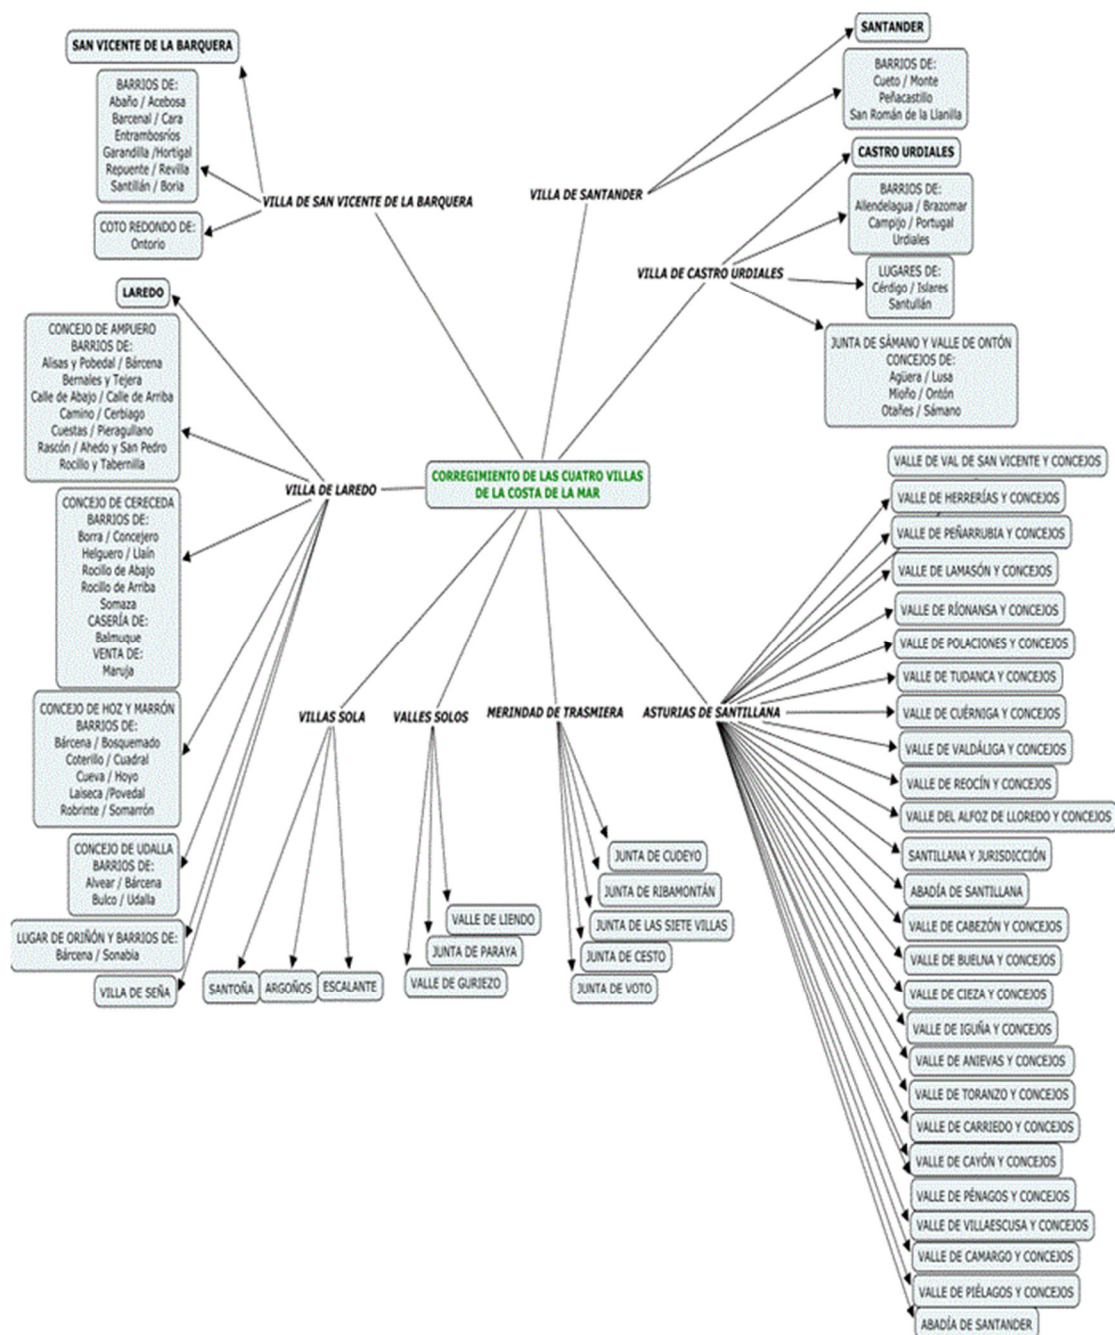 SAN VICENTE DE LA BARQUERA
BARRIOS DE:
Abaño / Acebosa
Barcenal / Cara
Entrambosríos
Garandilla /Hortigal
Repuente / Revilla
Santillán / Boria
COTO REDONDO DE:
Ontorio
VILLA DE SAN VICENTE DE LA BARQUERA
SANTANDER
BARRIOS DE:
Cueto / Monte
Peñacastillo
San Román de la Llanilla
VILLA DE SANTANDER
CASTRO URDIALES
BARRIOS DE:
Allendelagua / Brazomar
Campijo / Portugal
Urdiales
VILLA DE CASTRO URDIALES
LUGARES DE:
Cérdigo / Islares
Santullán
JUNTA DE SÁMANO Y VALLE DE ONTÓN
CONCEJOS DE:
Agüera / Lusa
Mioño / Ontón
Otañes / Sámano
LAREDO
CONCEJO DE AMPUERO
BARRIOS DE:
Alisas y Pobedal / Bárcena
Bernales y Tejera
Calle de Abajo / Calle de Arriba
Camino / Cerbiago
Cuestas / Pieragullano
Rascón / Ahedo y San Pedro
Rocillo y Tabernilla
VILLA DE LAREDO
CORREGIMIENTO DE LAS CUATRO VILLAS
DE LA COSTA DE LA MAR
CONCEJO DE CERECEDA
BARRIOS DE:
Borra / Concejero
Helguero / Llaín
Rocillo de Abajo
Rocillo de Arriba
Somaza
CASERÍA DE:
Balmuque
VENTA DE:
Maruja
CONCEJO DE HOZ Y MARRÓN
BARRIOS DE:
Bárcena / Bosquemado
Coterillo / Cuadral
Cueva / Hoyo
Laiseca /Povedal
Robrinte / Somarrón
CONCEJO DE UDALLA
BARRIOS DE:
Alvear / Bárcena
Bulco / Udalla
LUGAR DE ORIÑÓN Y BARRIOS DE:
Bárcena / Sonabia
VILLA DE SEÑA
VILLAS SOLA
SANTOÑA
ARGOÑOS
ESCALANTE
VALLES SOLOS
VALLE DE LIENDO
JUNTA DE PARAYA
VALLE DE GURIEZO
MERINDAD DE TRASMIERA
JUNTA DE CUDEYO
JUNTA DE RIBAMONTÁN
JUNTA DE LAS SIETE VILLAS
JUNTA DE CESTO
JUNTA DE VOTO
ASTURIAS DE SANTILLANA
VALLE DE VAL DE SAN VICENTE Y CONCEJOS
VALLE DE HERRERÍAS Y CONCEJOS
VALLE DE PEÑARRUBIA Y CONCEJOS
VALLE DE LAMASÓN Y CONCEJOS
VALLE DE RÍONANSA Y CONCEJOS
VALLE DE POLACIONES Y CONCEJOS
VALLE DE TUDANCA Y CONCEJOS
VALLE DE CUÉRNIGA Y CONCEJOS
VALLE DE VALDÁLIGA Y CONCEJOS
VALLE DE REOCÍN Y CONCEJOS
VALLE DEL ALFOZ DE LLOREDO Y CONCEJOS
SANTILLANA Y JURISDICCIÓN
ABADÍA DE SANTILLANA
VALLE DE CABEZÓN Y CONCEJOS
VALLE DE BUELNA Y CONCEJOS
VALLE DE CIEZA Y CONCEJOS
VALLE DE IGUÑA Y CONCEJOS
VALLE DE ANIEVAS Y CONCEJOS
VALLE DE TORANZO Y CONCEJOS
VALLE DE CARRIEDO Y CONCEJOS
VALLE DE CAYÓN Y CONCEJOS
VALLE DE PÉNAGOS Y CONCEJOS
VALLE DE VILLAESCUSA Y CONCEJOS
VALLE DE CAMARGO Y CONCEJOS
VALLE DE PIÉLAGOS Y CONCEJOS
ABADÍA DE SANTANDER